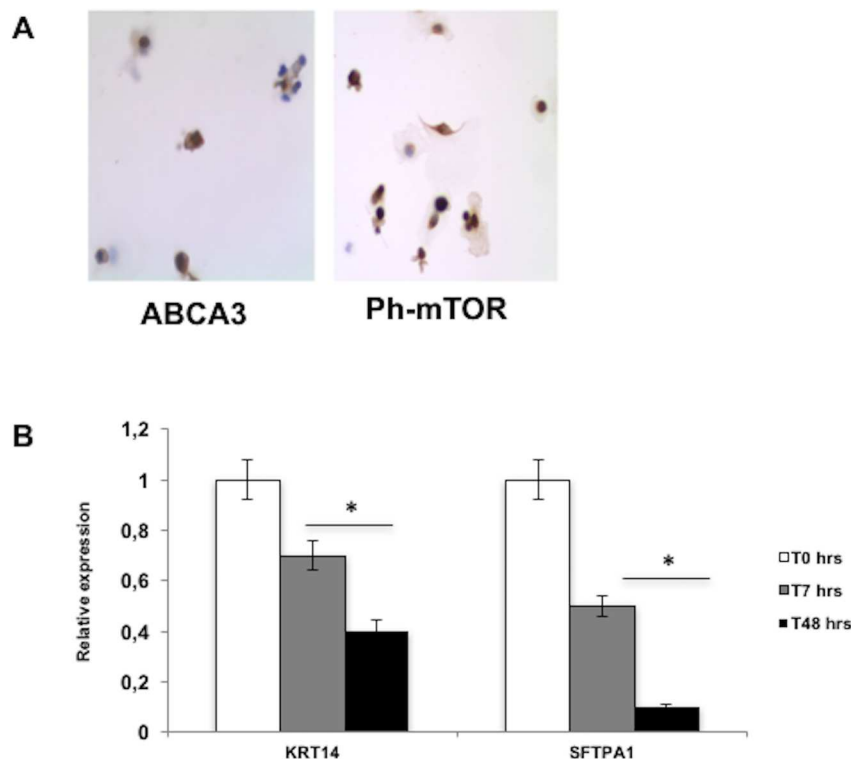 A
ABCA3
Ph-mTOR
B
Relative expression
1,2
1
0,8
0,6
0,4
0,2
0
*
*
KRT14
SFTPA1
T0 hrs
T7 hrs
T48 hrs